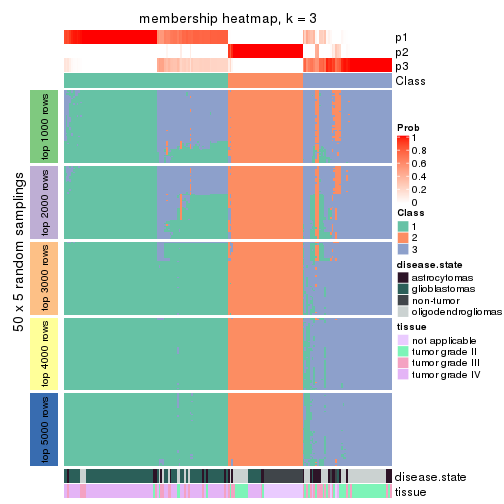 membership heatmap, k = 3
p1
p2
p3
Class
50 x 5 random samplings
top 1000 rows
top 2000 rows
top 3000 rows
top 4000 rows
top 5000 rows
disease.state
tissue
Prob
1
0.8
0.6
0.4
0.2
0
Class
1
2
3
disease.state
astrocytomas
glioblastomas
non-tumor
oligodendrogliomas
tissue
not applicable
tumor grade II
tumor grade III
tumor grade IV